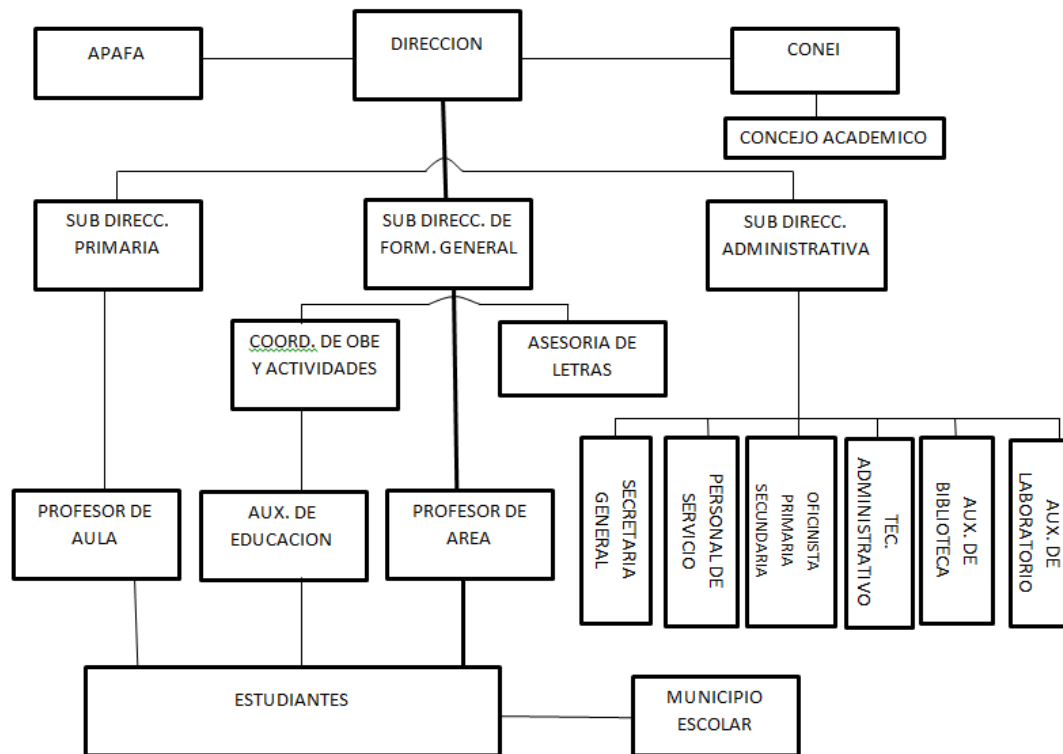 APAFA
DIRECCION
CONEI
CONCEJO ACADEMICO
SUB DIRECC.
PRIMARIA
SUB DIRECC. DE
FORM. GENERAL
SUB DIRECC.
ADMINISTRATIVA
COORD. DE OBE
Y ACTIVIDADES
ASESORIA DE
LETRAS
PROFESOR DE
AULA
AUX. DE
EDUCACION
PROFESOR DE
AREA
SECRETARIA
GENERAL
PERSONAL DE
SERVICIO
OFICINISTA
PRIMARIA
SECUNDARIA
TEC.
ADMINISTRATIVO
AUX. DE
BIBLIOTECA
AUX. DE
LABORATORIO
ESTUDIANTES
MUNICIPIO
ESCOLAR